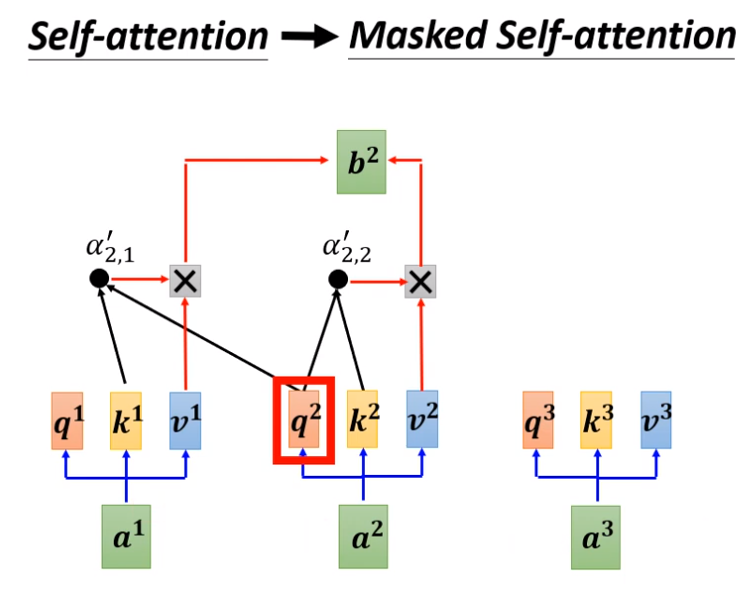 Self-attention → Masked Self-attention
b²
α′₂,₁ α′₂,₂
q¹ k¹ v¹ q² k² v² q³ k³ v³
a¹ a² a³